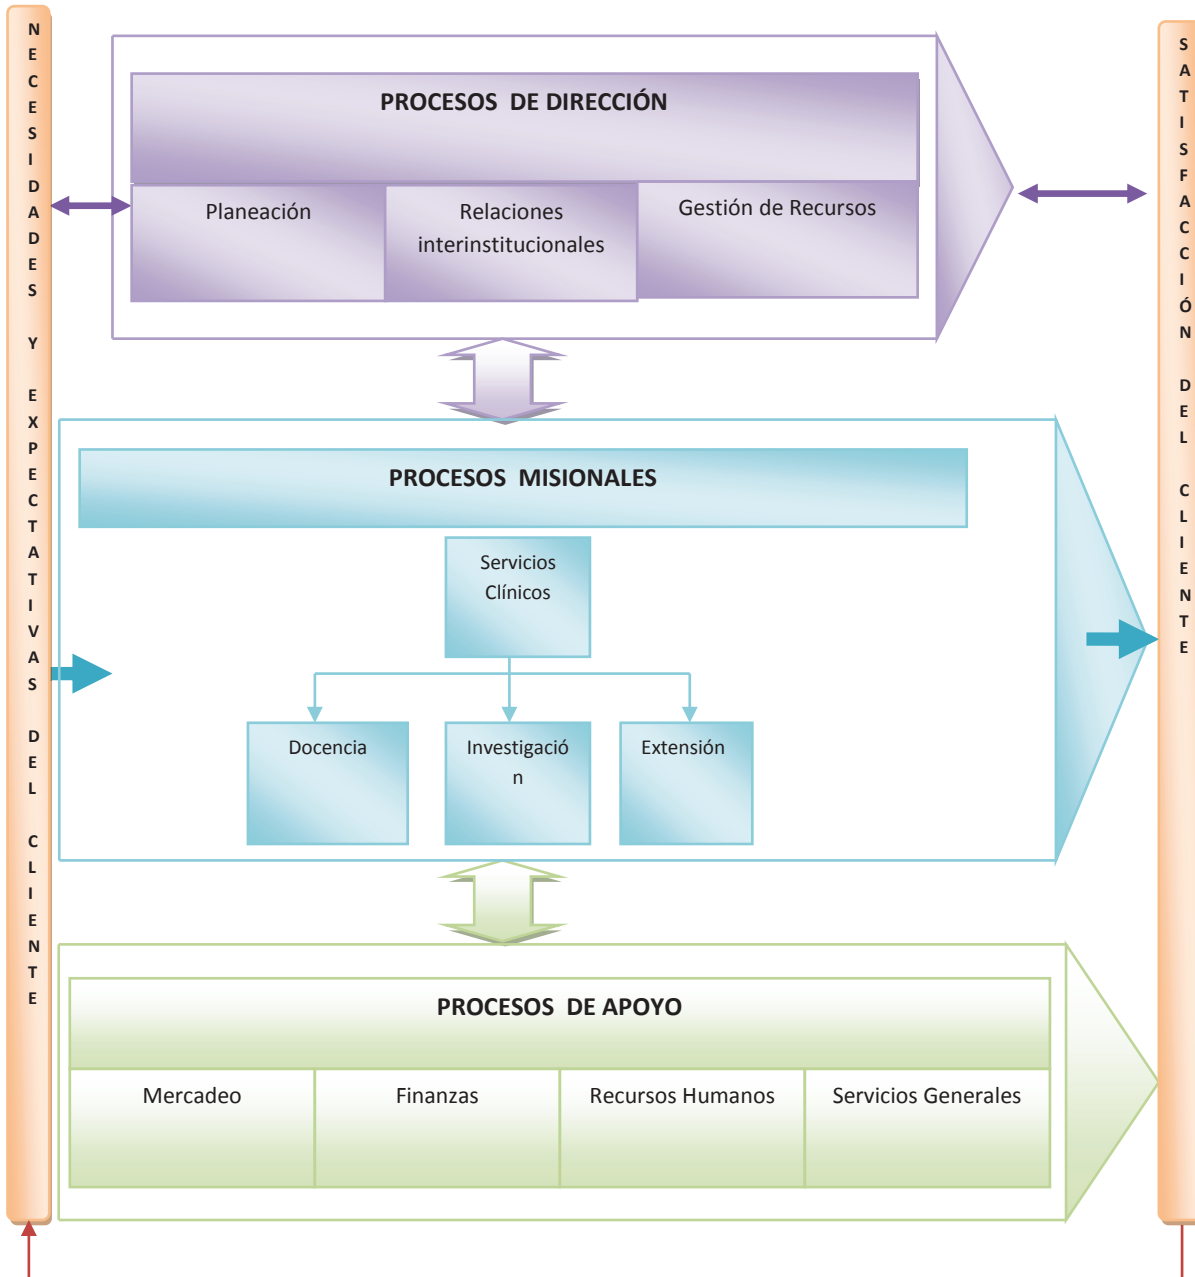 NECESIDADES Y EXPECTATIVAS DEL CLIENTE
PROCESOS DE DIRECCIÓN
Planeación
Relaciones
interinstitucionales
Gestión de Recursos
PROCESOS MISIONALES
Servicios
Clínicos
Docencia
Investigació
n
Extensión
PROCESOS DE APOYO
Mercadeo
Finanzas
Recursos Humanos
Servicios Generales
SATISFACCIÓN DEL CLIENTE